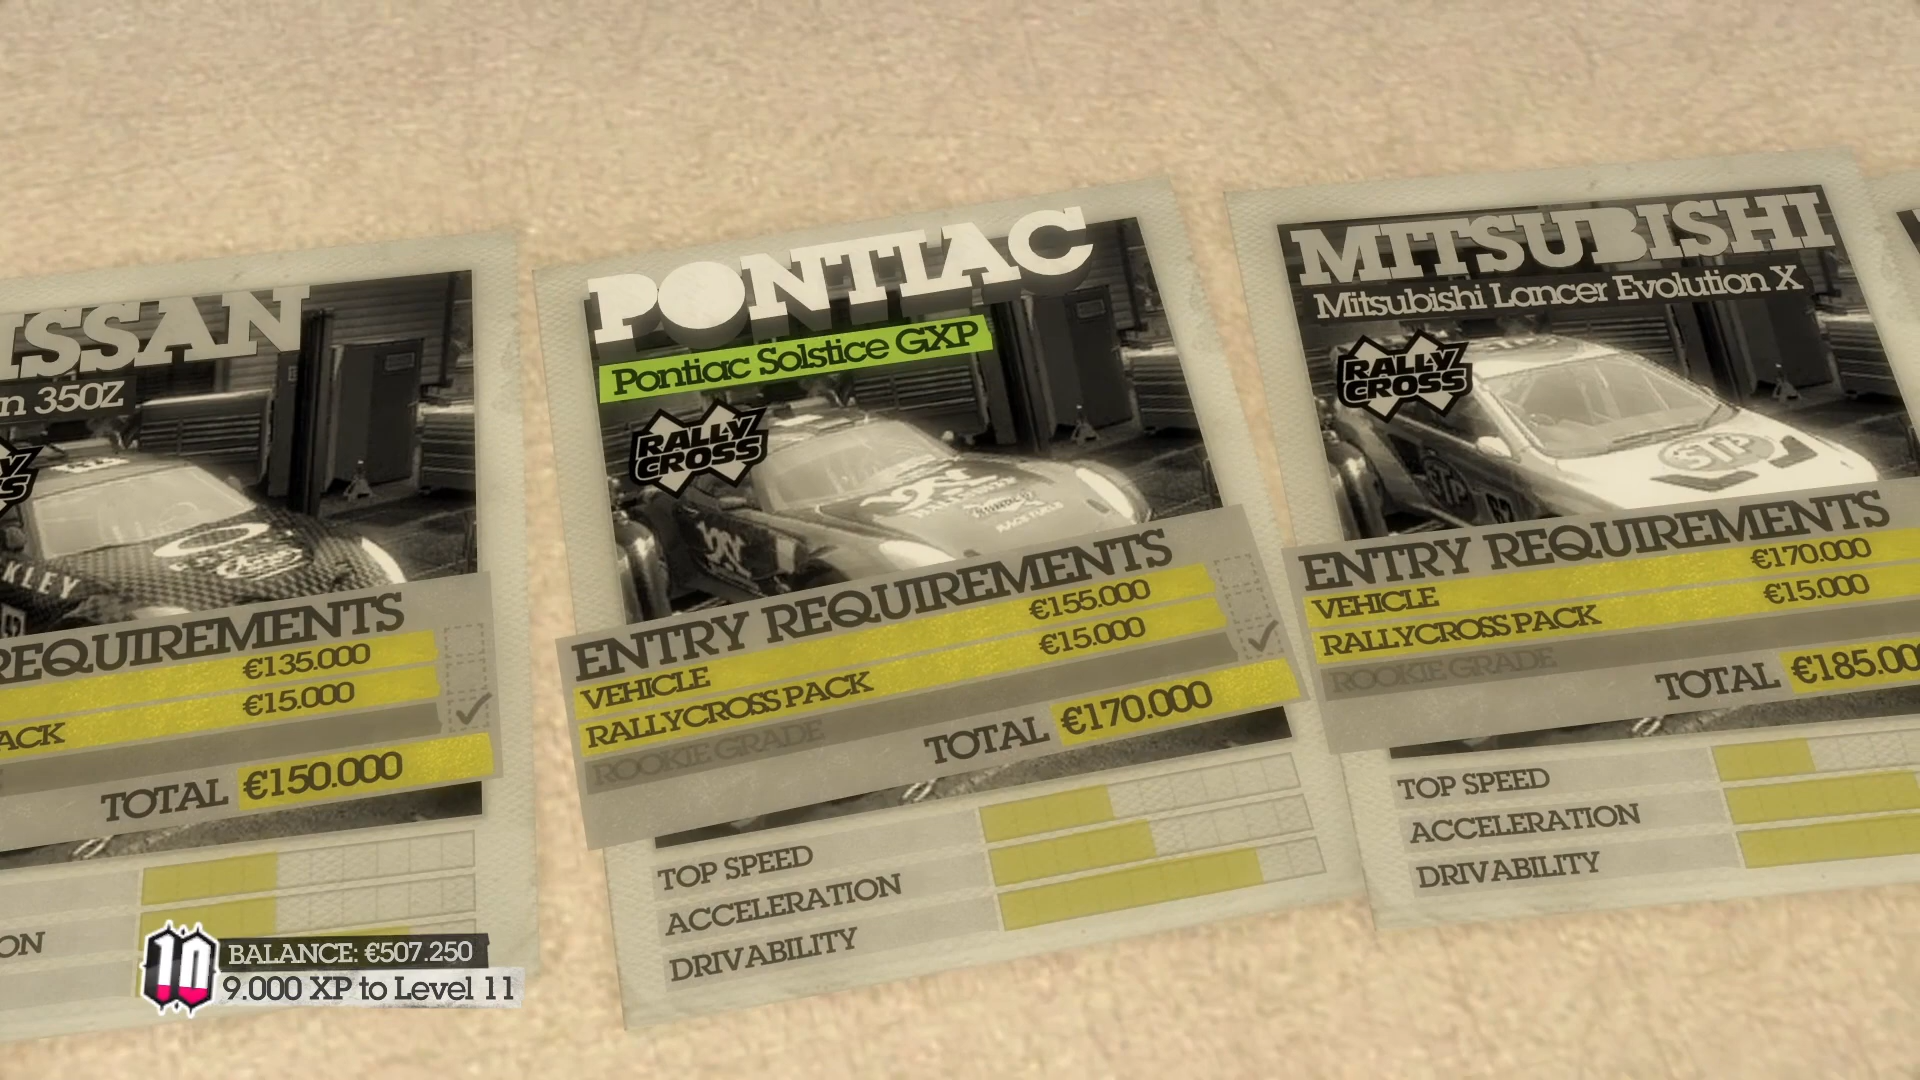 ISSAN
n 350Z
KLEY
REQUIREMENTS
€135.000
ACK €15.000
TOTAL €150.000
ON
PONTIAC
Pontiac Solstice GXP
RALLY
CROSS
ENTRY REQUIREMENTS
VEHICLE €155.000
RALLYCROSS PACK €15.000
ROOKIE GRADE
TOTAL €170.000
TOP SPEED
ACCELERATION
DRIVABILITY
MITSUBISHI
Mitsubishi Lancer Evolution X
RALLY
CROSS
STP
STP
ENTRY REQUIREMENTS
VEHICLE €170.000
RALLYCROSS PACK €15.000
ROOKIE GRADE
TOTAL €185.00
TOP SPEED
ACCELERATION
DRIVABILITY
10
BALANCE: €507.250
9.000 XP to Level 11